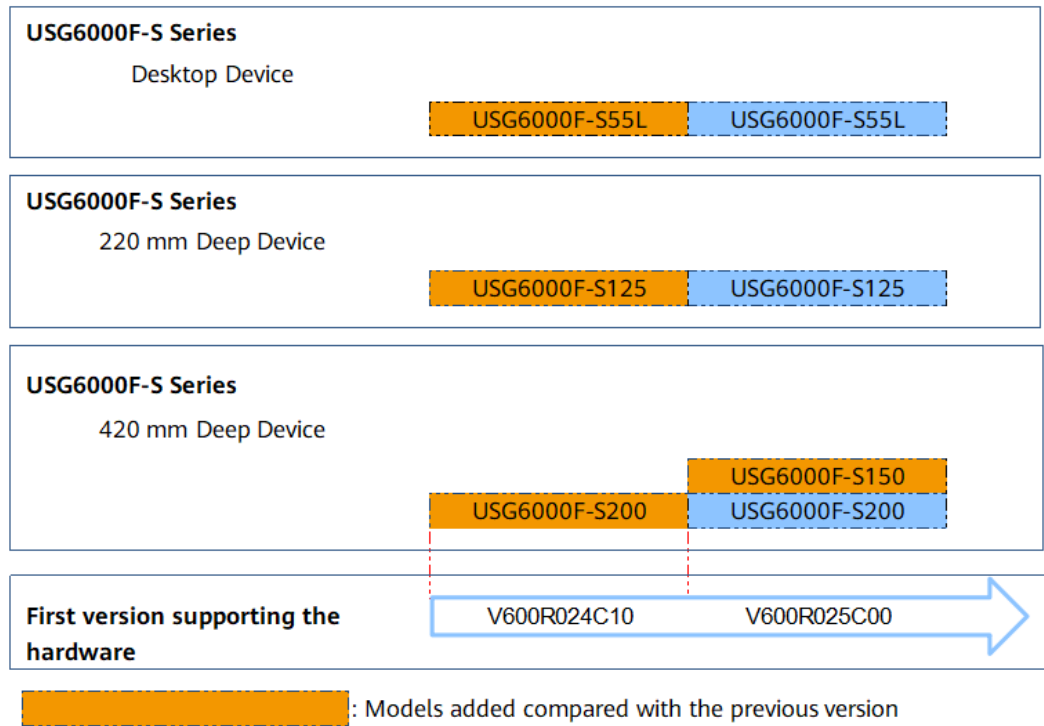 USG6000F-S Series
Desktop Device
USG6000F-S55L USG6000F-S55L
USG6000F-S Series
220 mm Deep Device
USG6000F-S125 USG6000F-S125
USG6000F-S Series
420 mm Deep Device
USG6000F-S150
USG6000F-S200 USG6000F-S200
First version supporting the
hardware
V600R024C10 V600R025C00
: Models added compared with the previous version